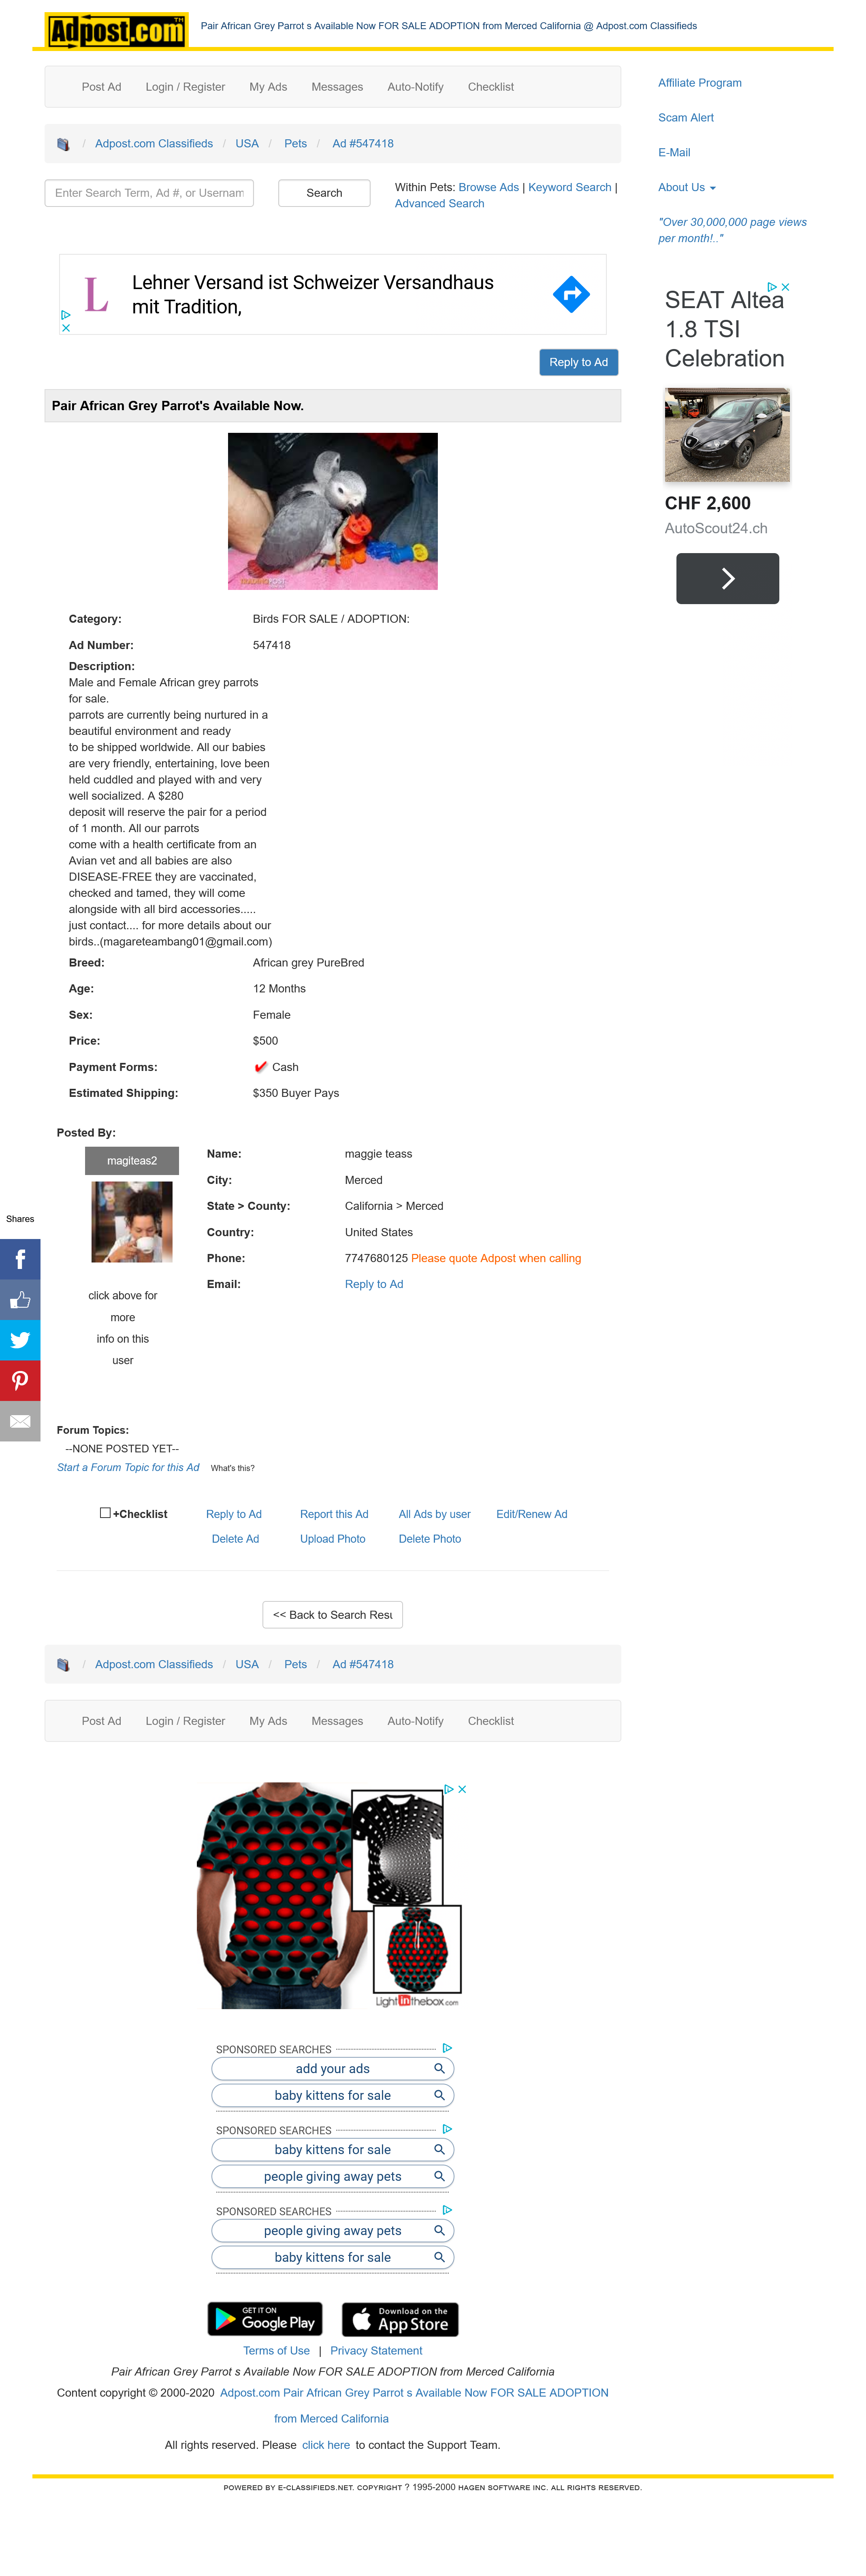 Adpost.com™
Pair African Grey Parrot s Available Now FOR SALE ADOPTION from Merced California @ Adpost.com Classifieds
Post Ad Login / Register My Ads Messages Auto-Notify Checklist
/ Adpost.com Classifieds / USA / Pets / Ad #547418
Enter Search Term, Ad #, or Usernam
Search
Within Pets: Browse Ads | Keyword Search |
Advanced Search
Affiliate Program
Scam Alert
E-Mail
About Us
"Over 30,000,000 page views
per month!.."
L
Lehner Versand ist Schweizer Versandhaus
mit Tradition,
SEAT Altea
1.8 TSI
Celebration
CHF 2,600
AutoScout24.ch
Reply to Ad
Pair African Grey Parrot's Available Now.
TRADINGPOST
Category: Birds FOR SALE / ADOPTION:
Ad Number: 547418
Description:
Male and Female African grey parrots
for sale.
parrots are currently being nurtured in a
beautiful environment and ready
to be shipped worldwide. All our babies
are very friendly, entertaining, love been
held cuddled and played with and very
well socialized. A $280
deposit will reserve the pair for a period
of 1 month. All our parrots
come with a health certificate from an
Avian vet and all babies are also
DISEASE-FREE they are vaccinated,
checked and tamed, they will come
alongside with all bird accessories.....
just contact.... for more details about our
birds..(magareteambang01@gmail.com)
Breed: African grey PureBred
Age: 12 Months
Sex: Female
Price: $500
Payment Forms: Cash
Estimated Shipping: $350 Buyer Pays
Posted By:
magiteas2
click above for
more
info on this
user
Name: maggie teass
City: Merced
State > County: California > Merced
Country: United States
Phone: 7747680125 Please quote Adpost when calling
Email: Reply to Ad
Shares
Forum Topics:
--NONE POSTED YET--
Start a Forum Topic for this Ad What's this?
+Checklist Reply to Ad Report this Ad All Ads by user Edit/Renew Ad
Delete Ad Upload Photo Delete Photo
<< Back to Search Resu
/ Adpost.com Classifieds / USA / Pets / Ad #547418
Post Ad Login / Register My Ads Messages Auto-Notify Checklist
Lightinthebox.com
SPONSORED SEARCHES
add your ads
baby kittens for sale
SPONSORED SEARCHES
baby kittens for sale
people giving away pets
SPONSORED SEARCHES
people giving away pets
baby kittens for sale
GET IT ON
Google Play
Download on the
App Store
Terms of Use | Privacy Statement
Pair African Grey Parrot s Available Now FOR SALE ADOPTION from Merced California
Content copyright © 2000-2020 Adpost.com Pair African Grey Parrot s Available Now FOR SALE ADOPTION
from Merced California
All rights reserved. Please click here to contact the Support Team.
POWERED BY E-CLASSIFIEDS.NET. COPYRIGHT ? 1995-2000 HAGEN SOFTWARE INC. ALL RIGHTS RESERVED.